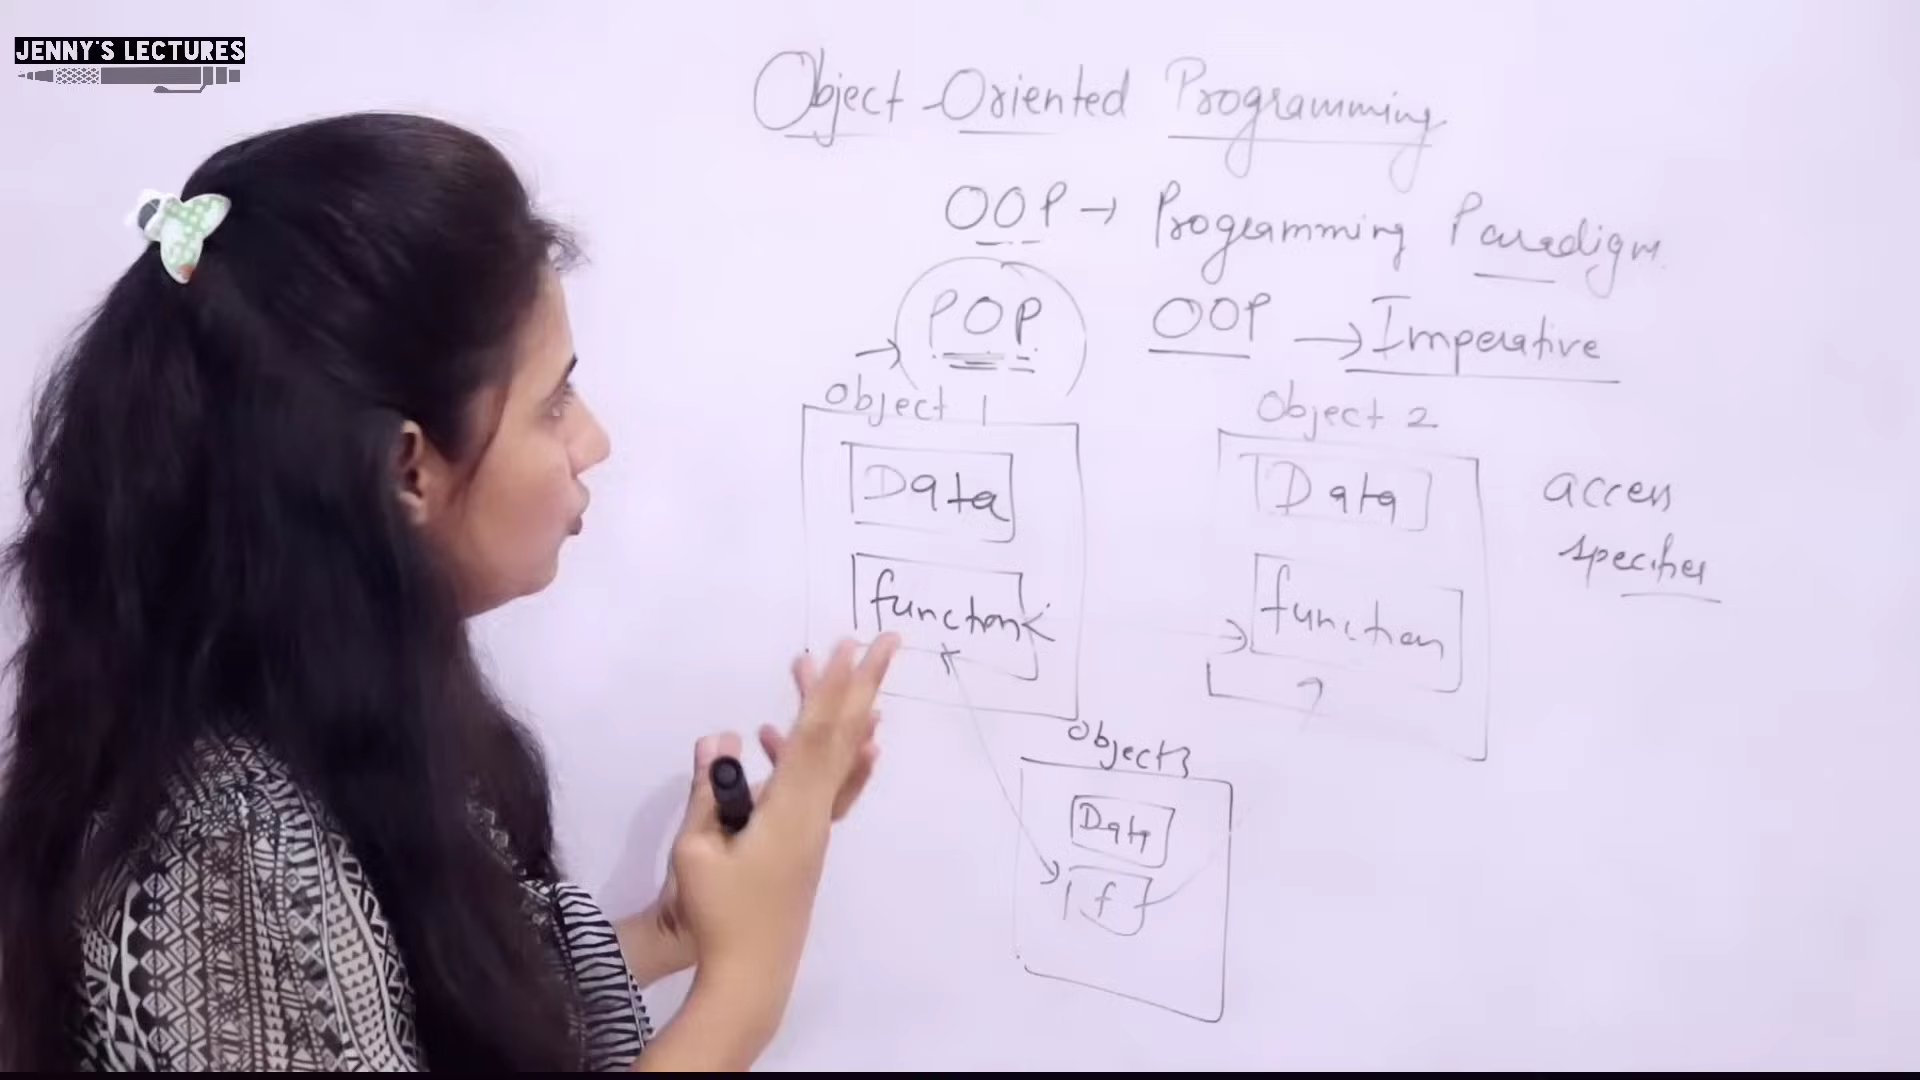 JENNY'S LECTURES
Object-Oriented Programming
OOP → Programming Paradigm
POP OOP → Imperative
Object 1
Data
function
Object 2
Data
function
access
specifier
Object3
Data
f